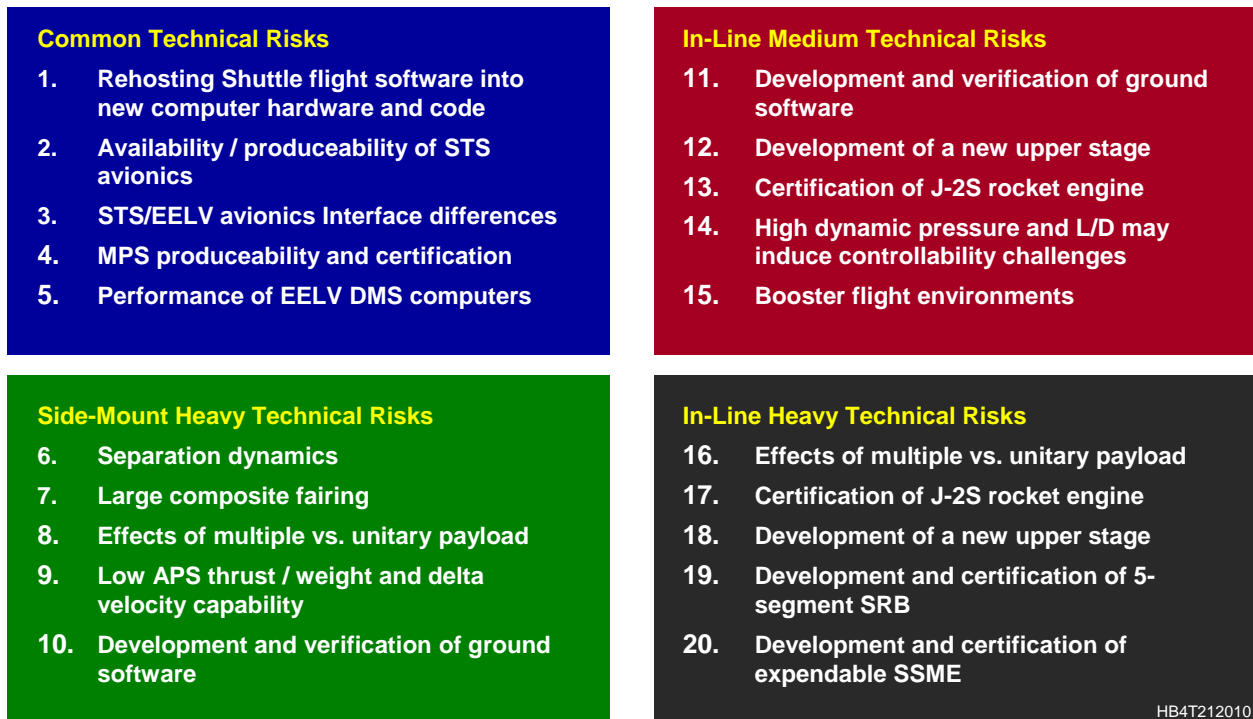 Common Technical Risks
1. Rehosting Shuttle flight software into
new computer hardware and code
2. Availability / produceability of STS
avionics
3. STS/EELV avionics Interface differences
4. MPS produceability and certification
5. Performance of EELV DMS computers
In-Line Medium Technical Risks
11. Development and verification of ground
software
12. Development of a new upper stage
13. Certification of J-2S rocket engine
14. High dynamic pressure and L/D may
induce controllability challenges
15. Booster flight environments
Side-Mount Heavy Technical Risks
6. Separation dynamics
7. Large composite fairing
8. Effects of multiple vs. unitary payload
9. Low APS thrust / weight and delta
velocity capability
10. Development and verification of ground
software
In-Line Heavy Technical Risks
16. Effects of multiple vs. unitary payload
17. Certification of J-2S rocket engine
18. Development of a new upper stage
19. Development and certification of 5-
segment SRB
20. Development and certification of
expendable SSME
HB4T212010